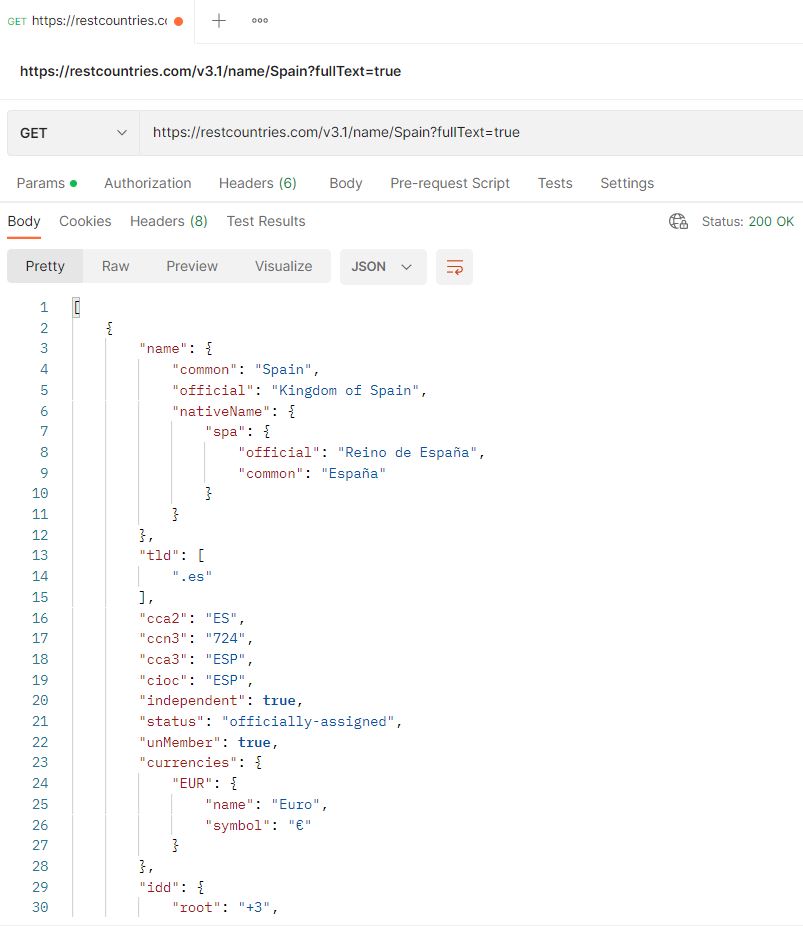 GET https://restcountries.co
https://restcountries.com/v3.1/name/Spain?fullText=true
GET https://restcountries.com/v3.1/name/Spain?fullText=true
Params Authorization Headers (6) Body Pre-request Script Tests Settings
Body Cookies Headers (8) Test Results Status: 200 OK
Pretty Raw Preview Visualize JSON
1 [
2 {
3 "name": {
4 "common": "Spain",
5 "official": "Kingdom of Spain",
6 "nativeName": {
7 "spa": {
8 "official": "Reino de España",
9 "common": "España"
10 }
11 }
12 },
13 "tld": [
14 ".es"
15 ],
16 "cca2": "ES",
17 "ccn3": "724",
18 "cca3": "ESP",
19 "cioc": "ESP",
20 "independent": true,
21 "status": "officially-assigned",
22 "unMember": true,
23 "currencies": {
24 "EUR": {
25 "name": "Euro",
26 "symbol": "€"
27 }
28 },
29 "idd": {
30 "root": "+3",